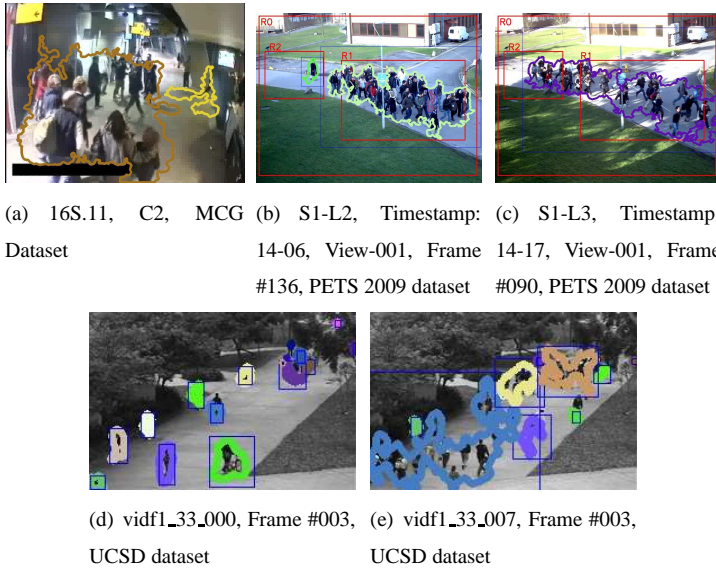 R0
R2
R1
R0
R2
R1
(a) 16S.11, C2, MCG
Dataset
(b) S1-L2, Timestamp:
14-06, View-001, Frame
#136, PETS 2009 dataset
(c) S1-L3, Timestamp
14-17, View-001, Frame
#090, PETS 2009 dataset
(d) vidf1_33_000, Frame #003,
UCSD dataset
(e) vidf1_33_007, Frame #003,
UCSD dataset